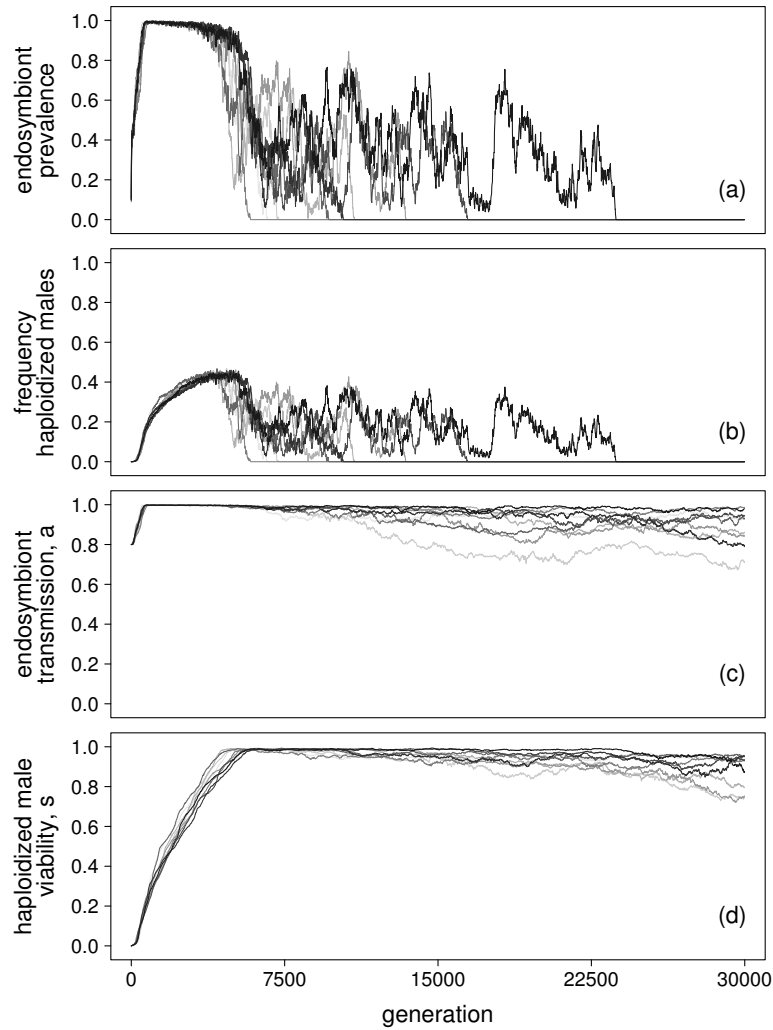 endosymbiont
prevalence
1.0
0.8
0.6
0.4
0.2
0.0
(a)
frequency
haploidized males
1.0
0.8
0.6
0.4
0.2
0.0
(b)
endosymbiont
transmission, a
1.0
0.8
0.6
0.4
0.2
0.0
(c)
haploidized male
viability, s
1.0
0.8
0.6
0.4
0.2
0.0
(d)
0 7500 15000 22500 30000
generation